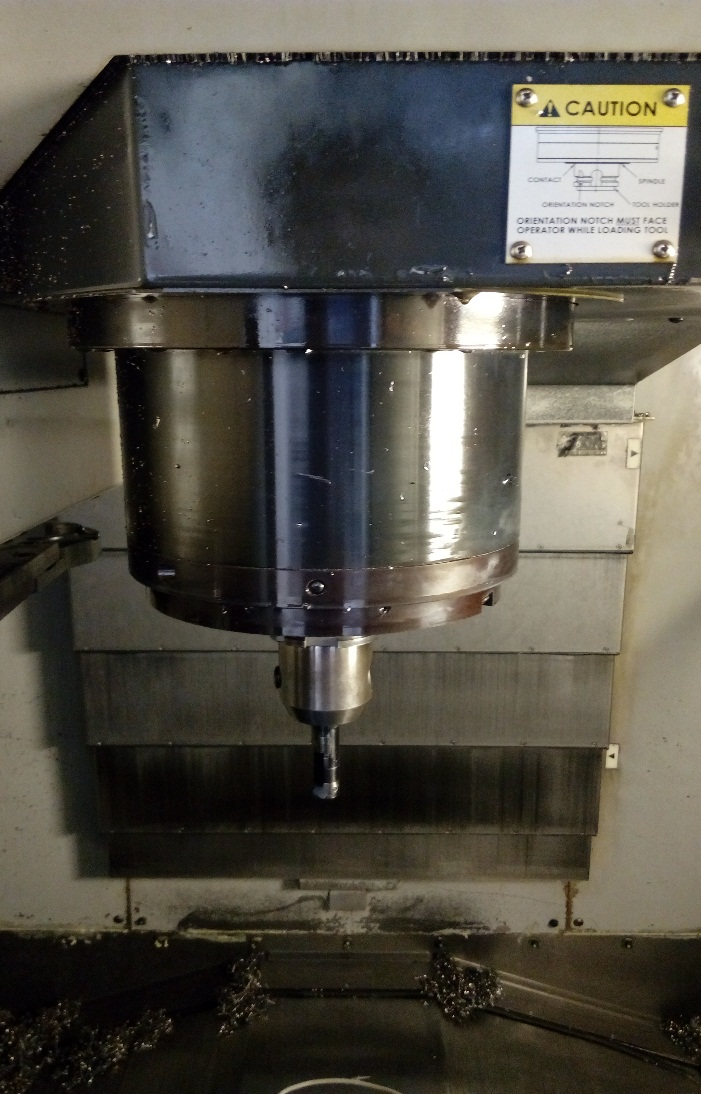 CAUTION
CONTACT
SPINDLE
ORIENTATION NOTCH
TOOL HOLDER
ORIENTATION NOTCH MUST FACE
OPERATOR WHILE LOADING TOOL